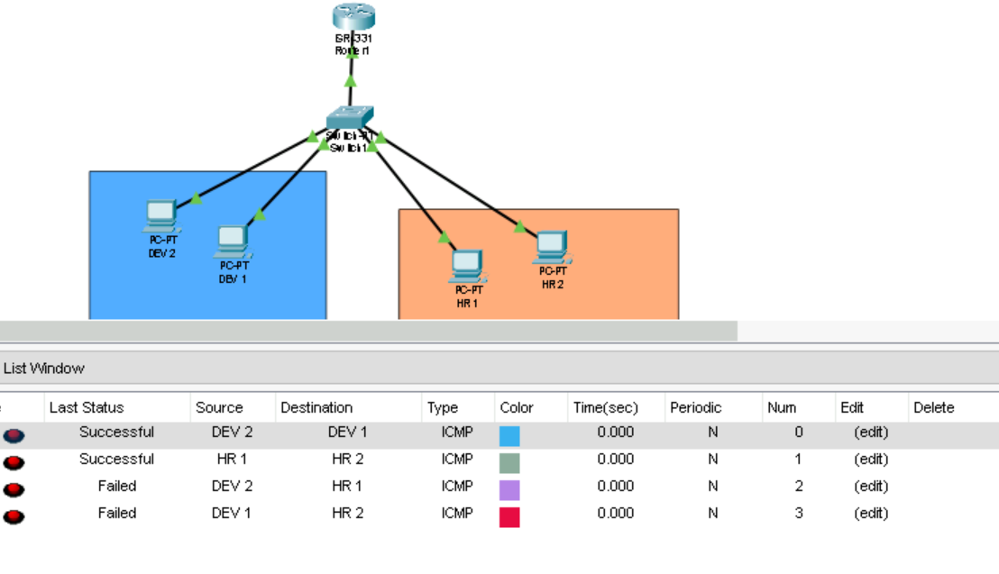 ISR4331
Router1
Switch-PT
Switch1
PC-PT
DEV 2
PC-PT
DEV 1
PC-PT
HR 1
PC-PT
HR 2
List Window
Last Status Source Destination Type Color Time(sec) Periodic Num Edit Delete
Successful DEV 2 DEV 1 ICMP 0.000 N 0 (edit)
Successful HR 1 HR 2 ICMP 0.000 N 1 (edit)
Failed DEV 2 HR 1 ICMP 0.000 N 2 (edit)
Failed DEV 1 HR 2 ICMP 0.000 N 3 (edit)